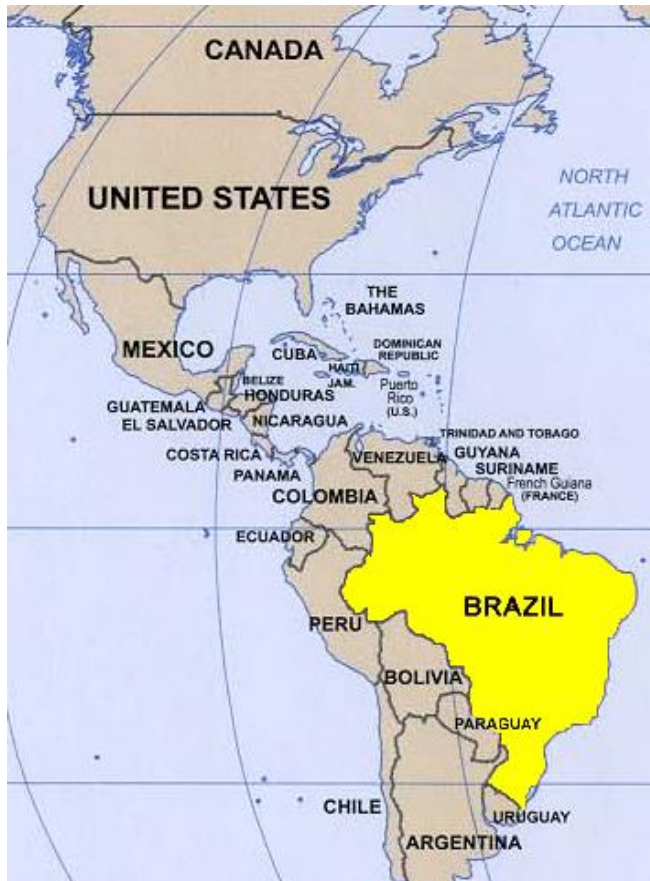 CANADA
UNITED STATES
NORTH
ATLANTIC
OCEAN
THE
BAHAMAS
MEXICO
CUBA
DOMINICAN
REPUBLIC
HAITI
JAM.
BELIZE
HONDURAS
Puerto
Rico
(U.S.)
GUATEMALA
EL SALVADOR
NICARAGUA
COSTA RICA
PANAMA
TRINIDAD AND TOBAGO
VENEZUELA
GUYANA
SURINAME
French Guiana
(FRANCE)
COLOMBIA
ECUADOR
BRAZIL
PERU
BOLIVIA
PARAGUAY
CHILE
URUGUAY
ARGENTINA